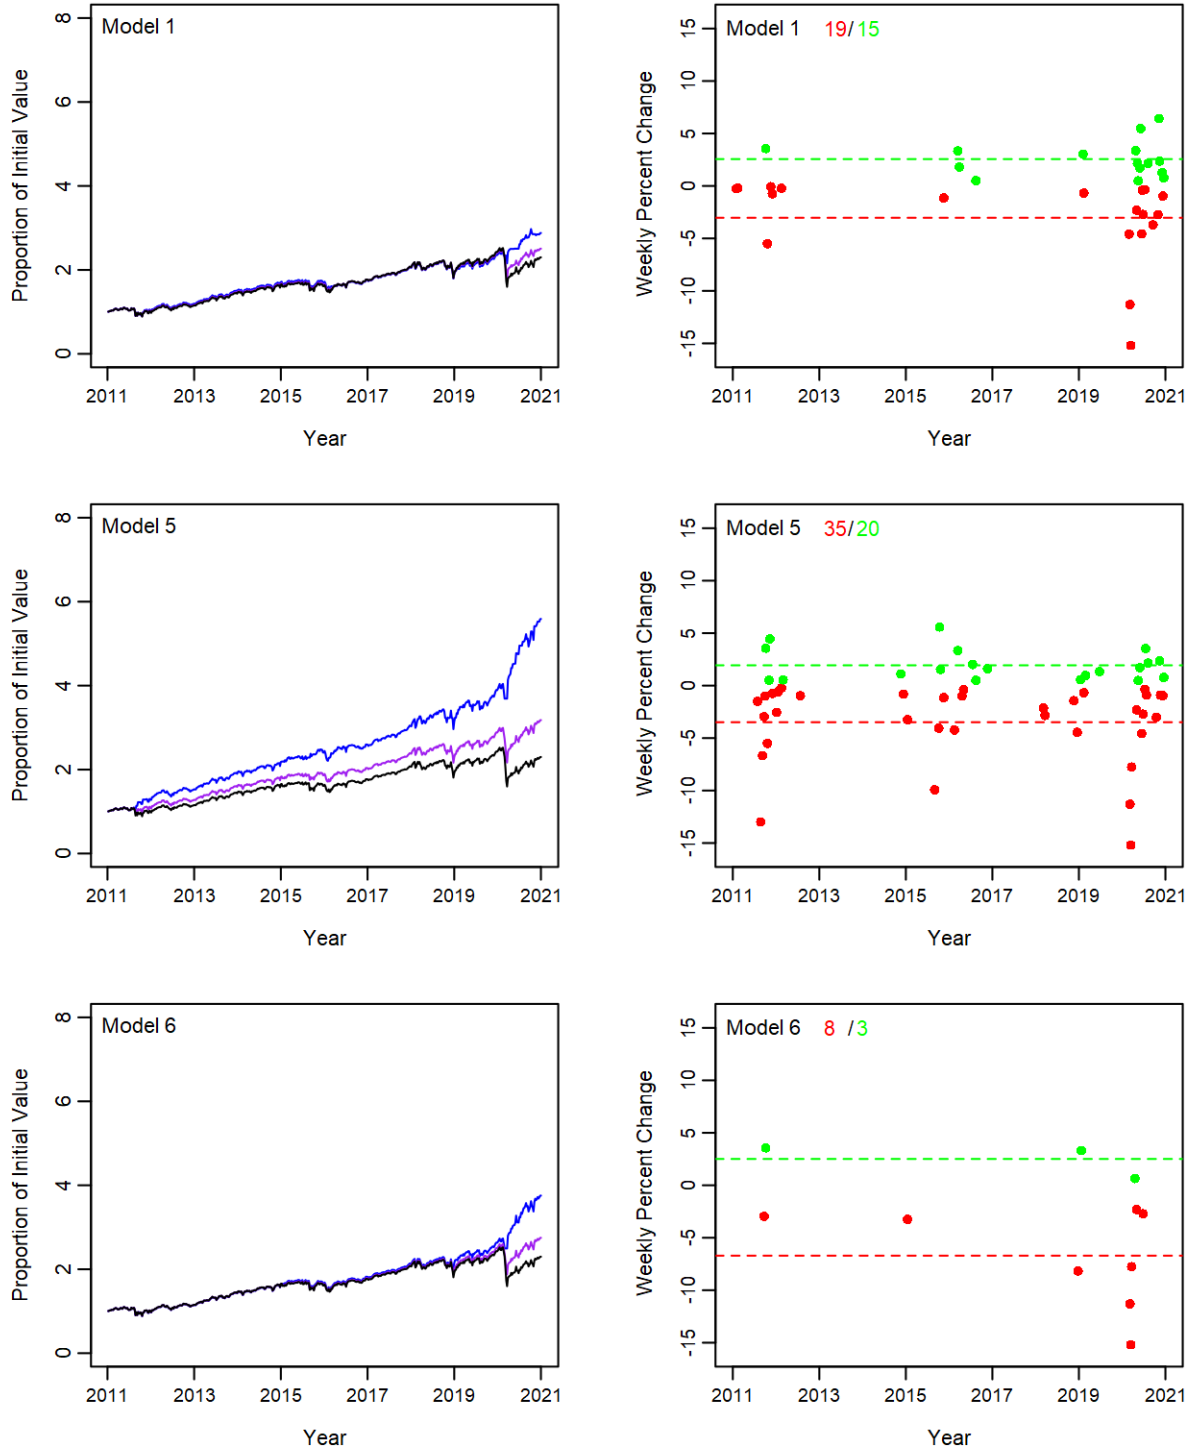 Model 1
8
6
4
2
0
Proportion of Initial Value
2011 2013 2015 2017 2019 2021
Year
Model 1 19/15
15
10
5
0
-5
-10
-15
Weekly Percent Change
2011 2013 2015 2017 2019 2021
Year
Model 5
8
6
4
2
0
Proportion of Initial Value
2011 2013 2015 2017 2019 2021
Year
Model 5 35/20
15
10
5
0
-5
-10
-15
Weekly Percent Change
2011 2013 2015 2017 2019 2021
Year
Model 6
8
6
4
2
0
Proportion of Initial Value
2011 2013 2015 2017 2019 2021
Year
Model 6 8 /3
15
10
5
0
-5
-10
-15
Weekly Percent Change
2011 2013 2015 2017 2019 2021
Year